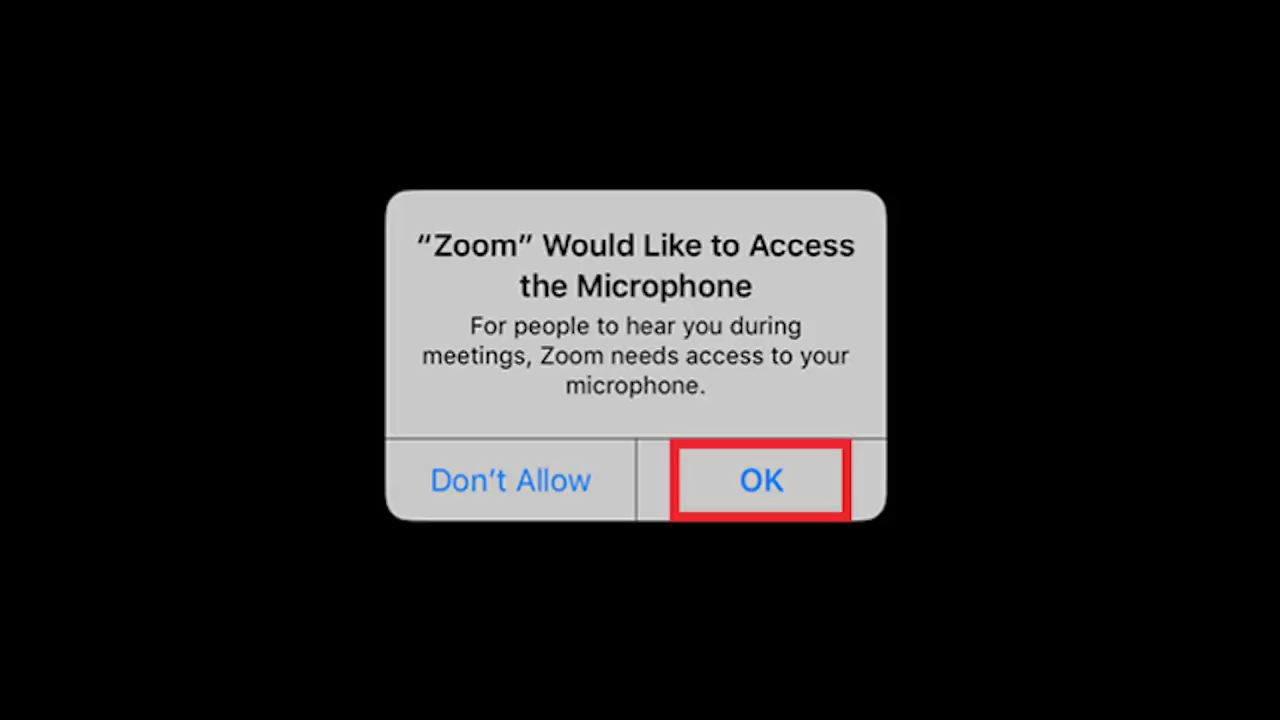 “Zoom” Would Like to Access
the Microphone
For people to hear you during
meetings, Zoom needs access to your
microphone.
Don’t Allow
OK